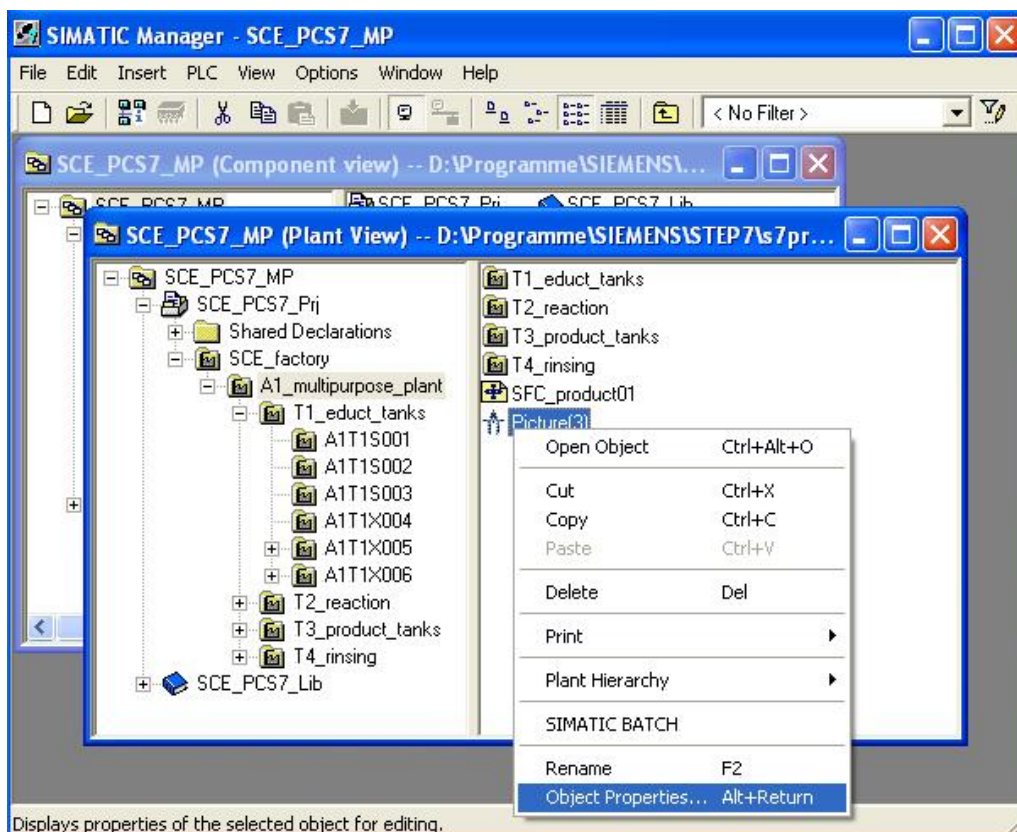 SIMATIC Manager - SCE_PCS7_MP
File Edit Insert PLC View Options Window Help
< No Filter >
SCE_PCS7_MP (Component view) -- D:\Programme\SIEMENS\...
SCE_PCS7_MP SCE_PCS7_Prj SCE_PCS7_Lib
SCE_PCS7_MP (Plant View) -- D:\Programme\SIEMENS\STEP7\s7pr...
SCE_PCS7_MP
SCE_PCS7_Prj
Shared Declarations
SCE_factory
A1_multipurpose_plant
T1_educt_tanks
A1T1S001
A1T1S002
A1T1S003
A1T1X004
A1T1X005
A1T1X006
T2_reaction
T3_product_tanks
T4_rinsing
SCE_PCS7_Lib
T1_educt_tanks
T2_reaction
T3_product_tanks
T4_rinsing
SFC_product01
Picture(3)
Open Object Ctrl+Alt+O
Cut Ctrl+X
Copy Ctrl+C
Paste Ctrl+V
Delete Del
Print
Plant Hierarchy
SIMATIC BATCH
Rename F2
Object Properties... Alt+Return
Displays properties of the selected object for editing.